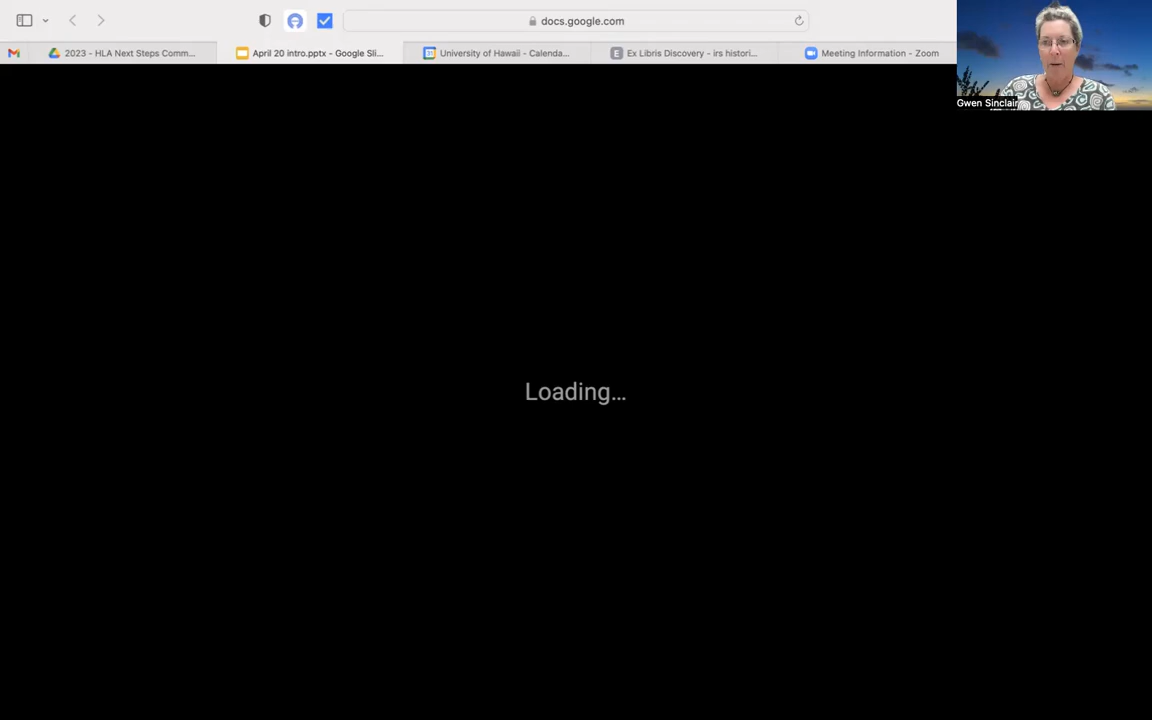 docs.google.com
2023 - HLA Next Steps Comm...
April 20 intro.pptx - Google Sli...
University of Hawaii - Calenda...
E Ex Libris Discovery - irs histori...
Meeting Information - Zoom
31
Gwen Sinclair
Loading...